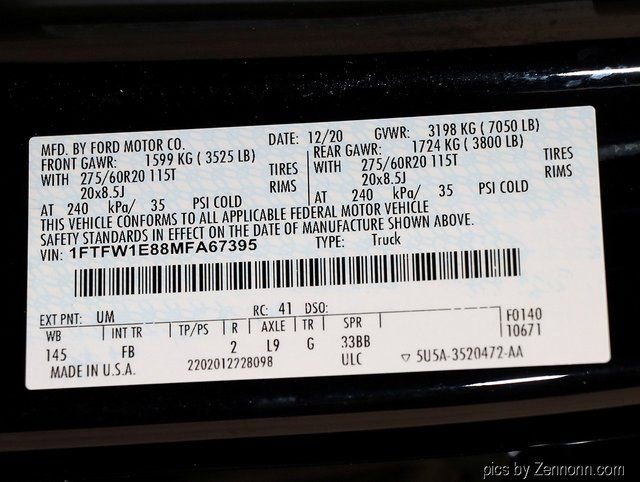 MFD. BY FORD MOTOR CO. DATE: 12/20 GVWR: 3198 KG ( 7050 LB)
FRONT GAWR: 1599 KG ( 3525 LB) REAR GAWR: 1724 KG ( 3800 LB)
WITH 275/60R20 115T TIRES WITH 275/60R20 115T TIRES
20x8.5J RIMS 20x8.5J RIMS
AT 240 kPa/ 35 PSI COLD AT 240 kPa/ 35 PSI COLD
THIS VEHICLE CONFORMS TO ALL APPLICABLE FEDERAL MOTOR VEHICLE
SAFETY STANDARDS IN EFFECT ON THE DATE OF MANUFACTURE SHOWN ABOVE.
VIN: 1FTFW1E88MFA67395 TYPE: Truck
EXT PNT: UM RC: 41 DSO: F0140
WB INT TR TP/PS R AXLE TR SPR 10671
145 FB 2 L9 G 33BB
MADE IN U.S.A. 2202012728098 ULC ▽ 5U5A-3520472-AA
pics by Zennonn.com